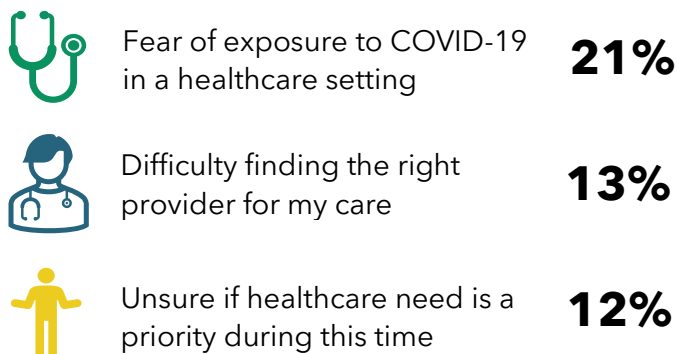 Fear of exposure to COVID-19
in a healthcare setting
21%
Difficulty finding the right
provider for my care
13%
Unsure if healthcare need is a
priority during this time
12%